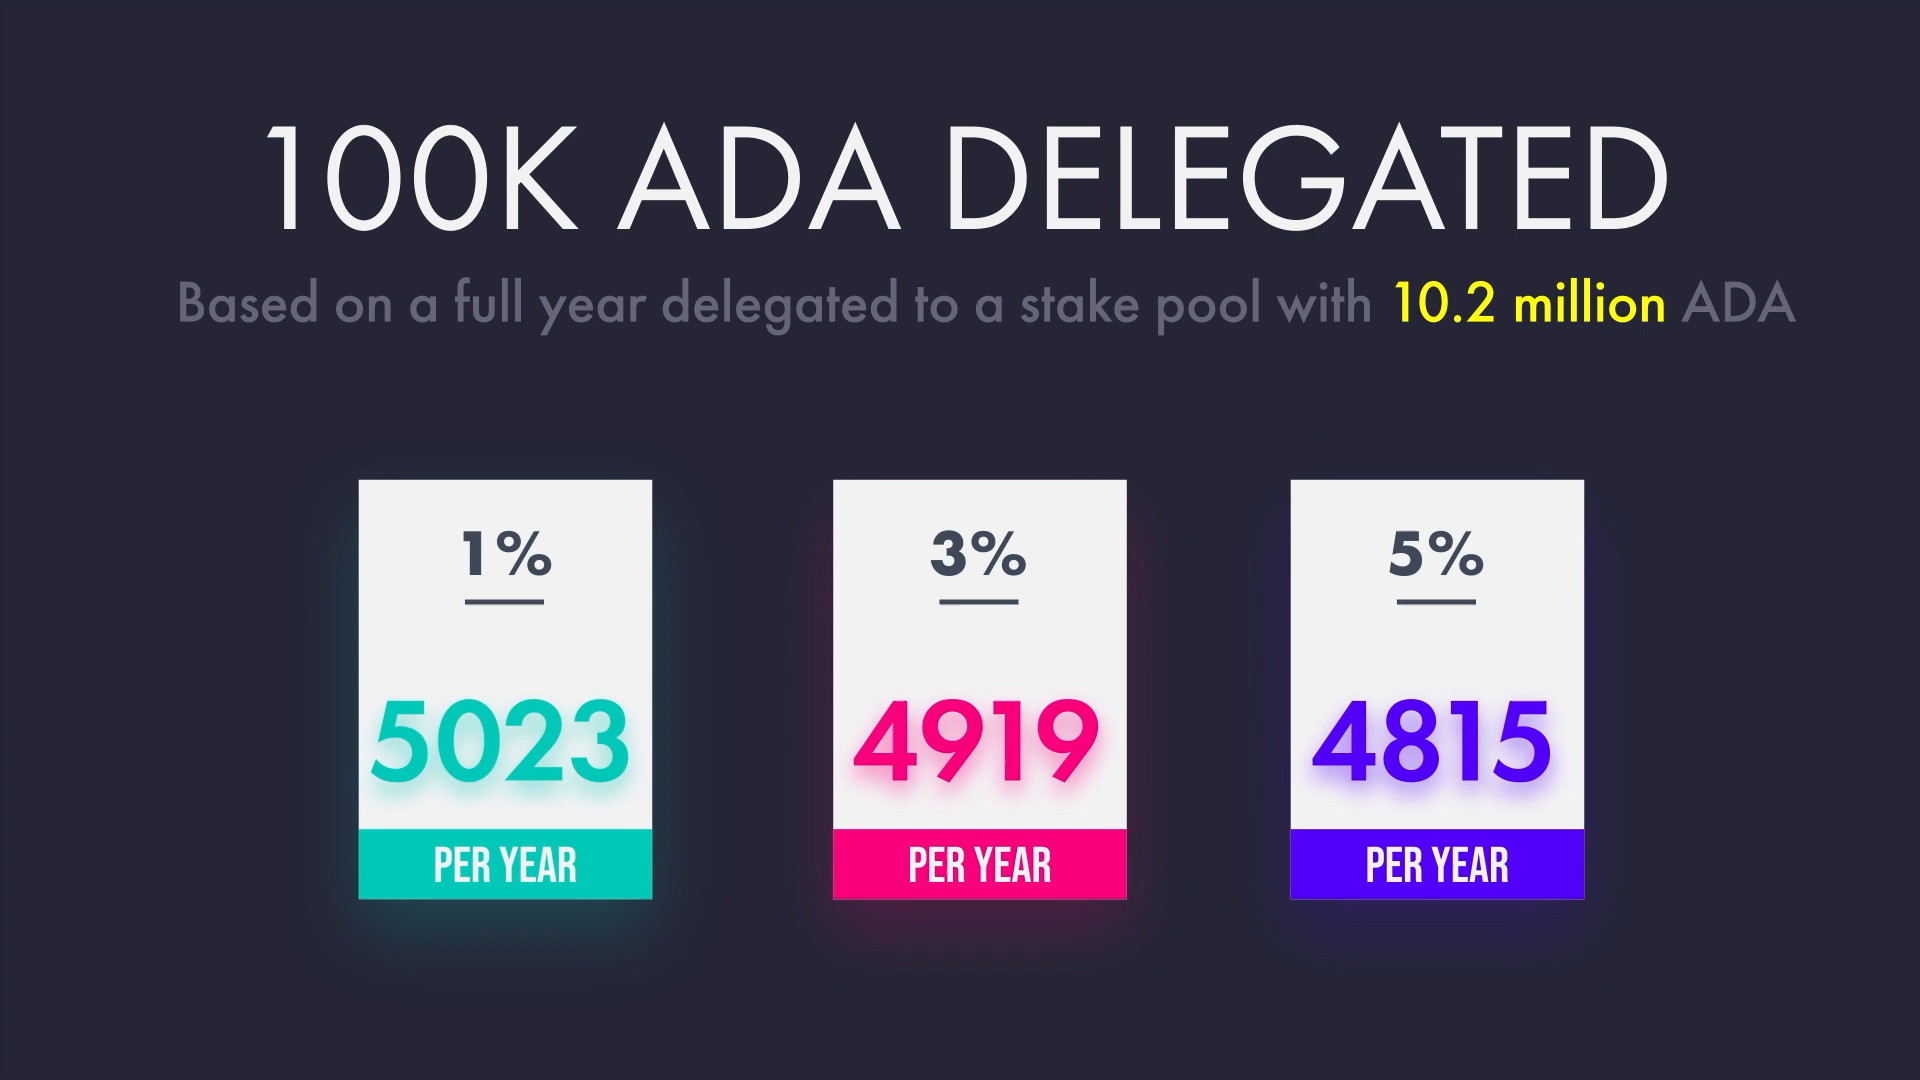 100K ADA DELEGATED
Based on a full year delegated to a stake pool with 10.2 million ADA
1%
5023
PER YEAR
3%
4919
PER YEAR
5%
4815
PER YEAR